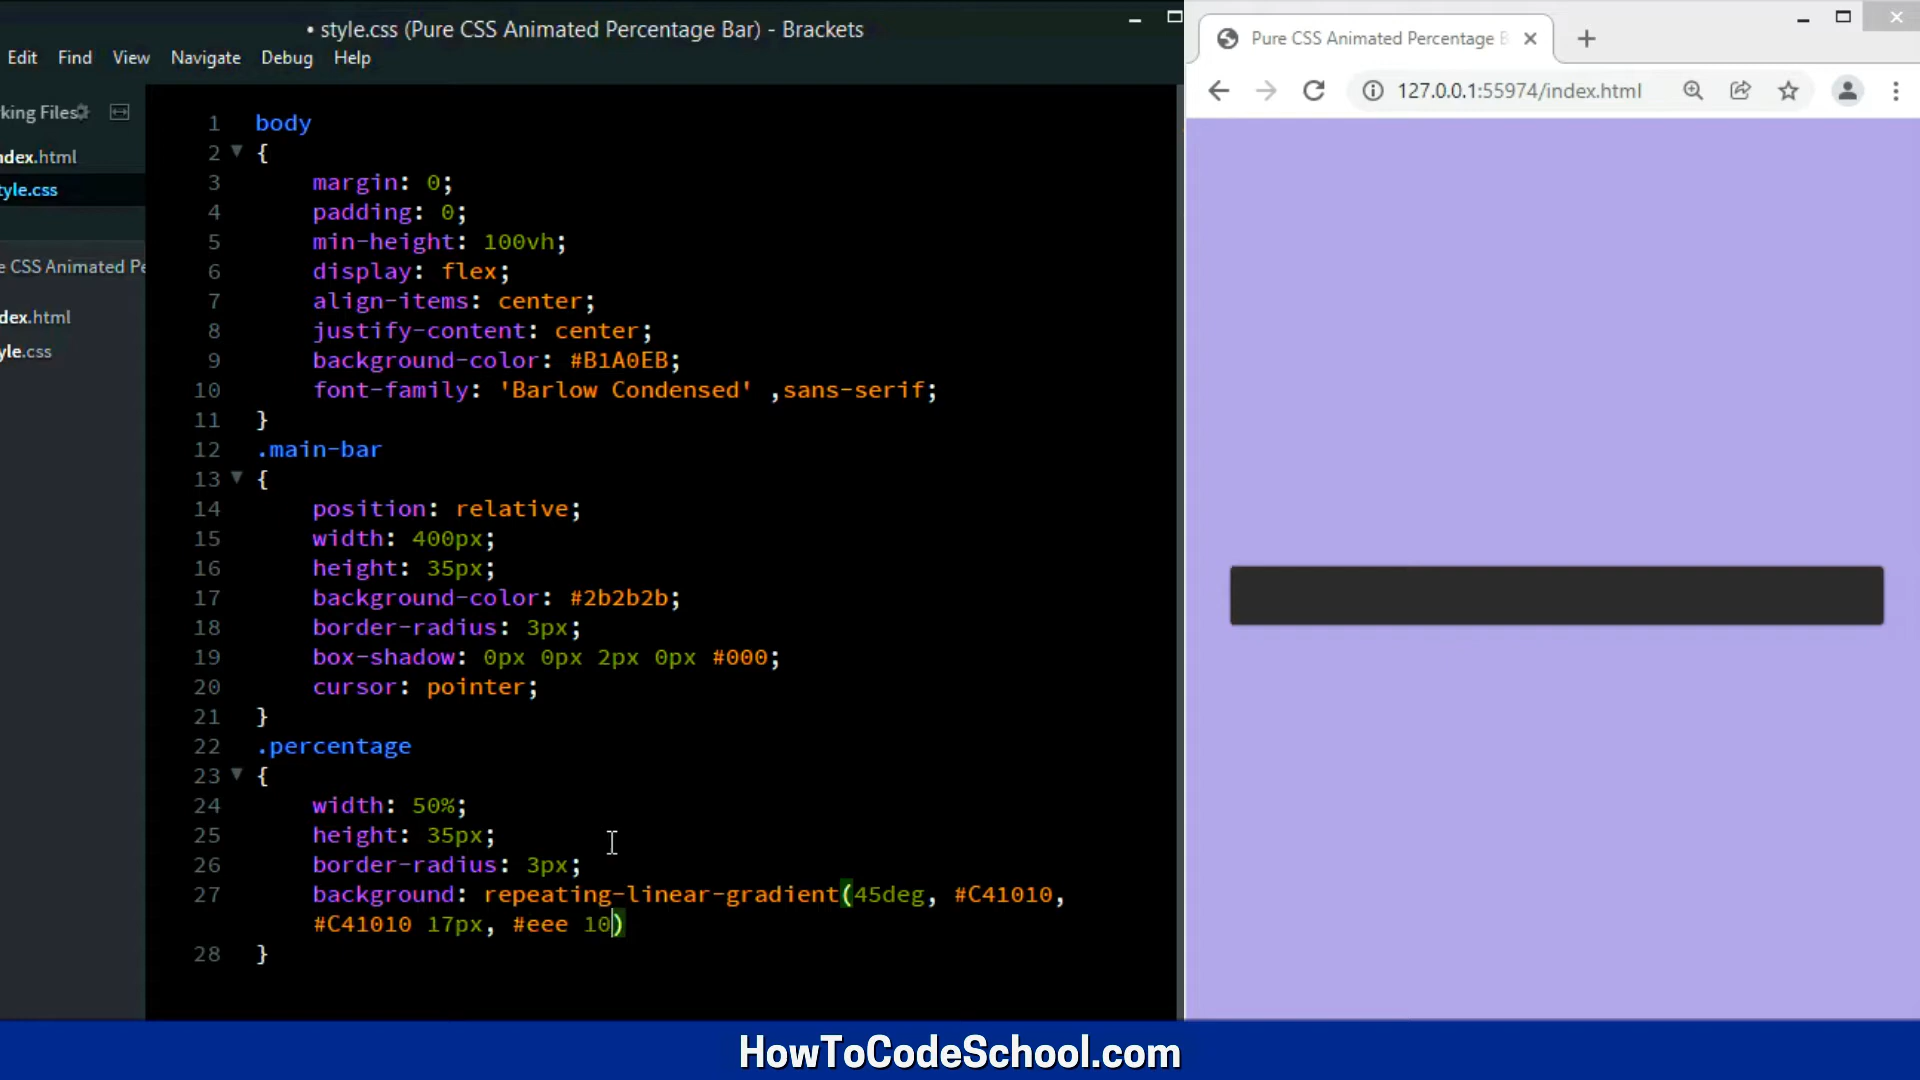 • style.css (Pure CSS Animated Percentage Bar) - Brackets
Edit Find View Navigate Debug Help
king Files
ndex.html
tyle.css
e CSS Animated Pe
dex.html
yle.css
1 body
2 {
3 margin: 0;
4 padding: 0;
5 min-height: 100vh;
6 display: flex;
7 align-items: center;
8 justify-content: center;
9 background-color: #B1A0EB;
10 font-family: 'Barlow Condensed' ,sans-serif;
11 }
12 .main-bar
13 {
14 position: relative;
15 width: 400px;
16 height: 35px;
17 background-color: #2b2b2b;
18 border-radius: 3px;
19 box-shadow: 0px 0px 2px 0px #000;
20 cursor: pointer;
21 }
22 .percentage
23 {
24 width: 50%;
25 height: 35px;
26 border-radius: 3px;
27 background: repeating-linear-gradient(45deg, #C41010,
#C41010 17px, #eee 10)
28 }
Pure CSS Animated Percentage B
127.0.0.1:55974/index.html
HowToCodeSchool.com